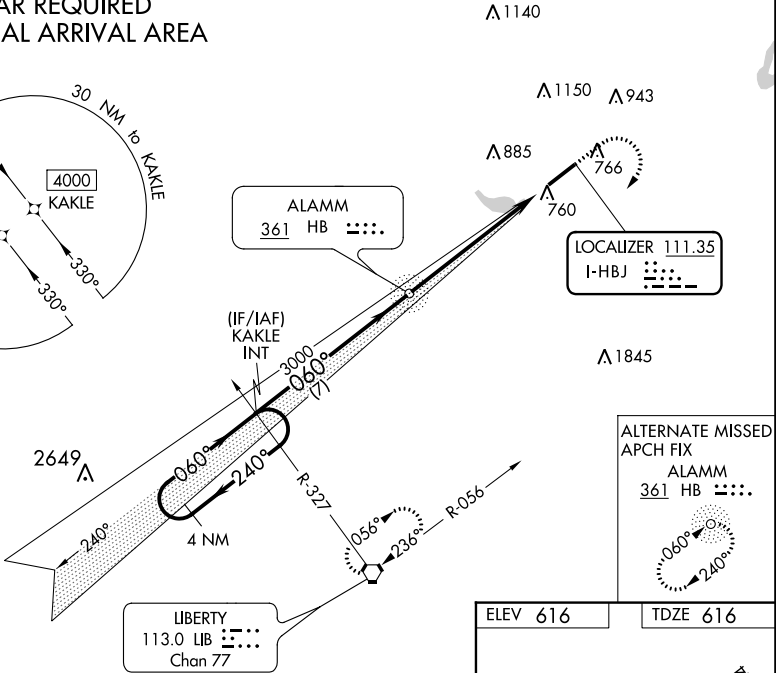 AR REQUIRED
AL ARRIVAL AREA
1140
1150
943
885
766
760
30 NM to KAKLE
4000
KAKLE
330°
330°
ALAMM
361 HB
LOCALIZER 111.35
I-HBJ
(IF/IAF)
KAKLE
INT
3000
060°
(7)
1845
2649
060°
240°
240°
4 NM
R-327
056°
236°
R-056
LIBERTY
113.0 LIB
Chan 77
ALTERNATE MISSED
APCH FIX
ALAMM
361 HB
060°
240°
ELEV 616
TDZE 616